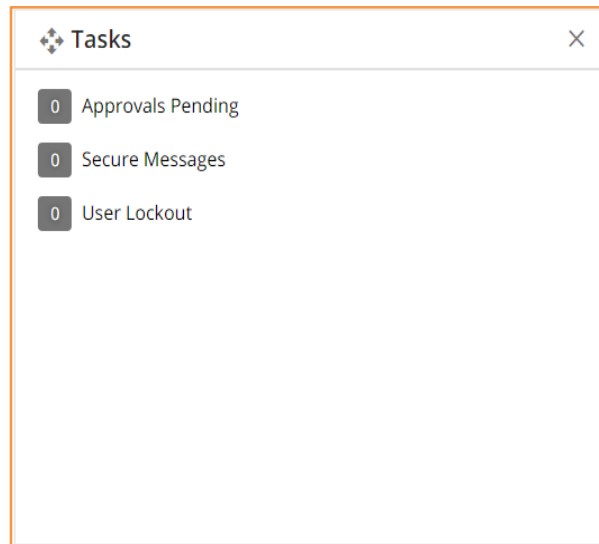 Tasks
0 Approvals Pending
0 Secure Messages
0 User Lockout